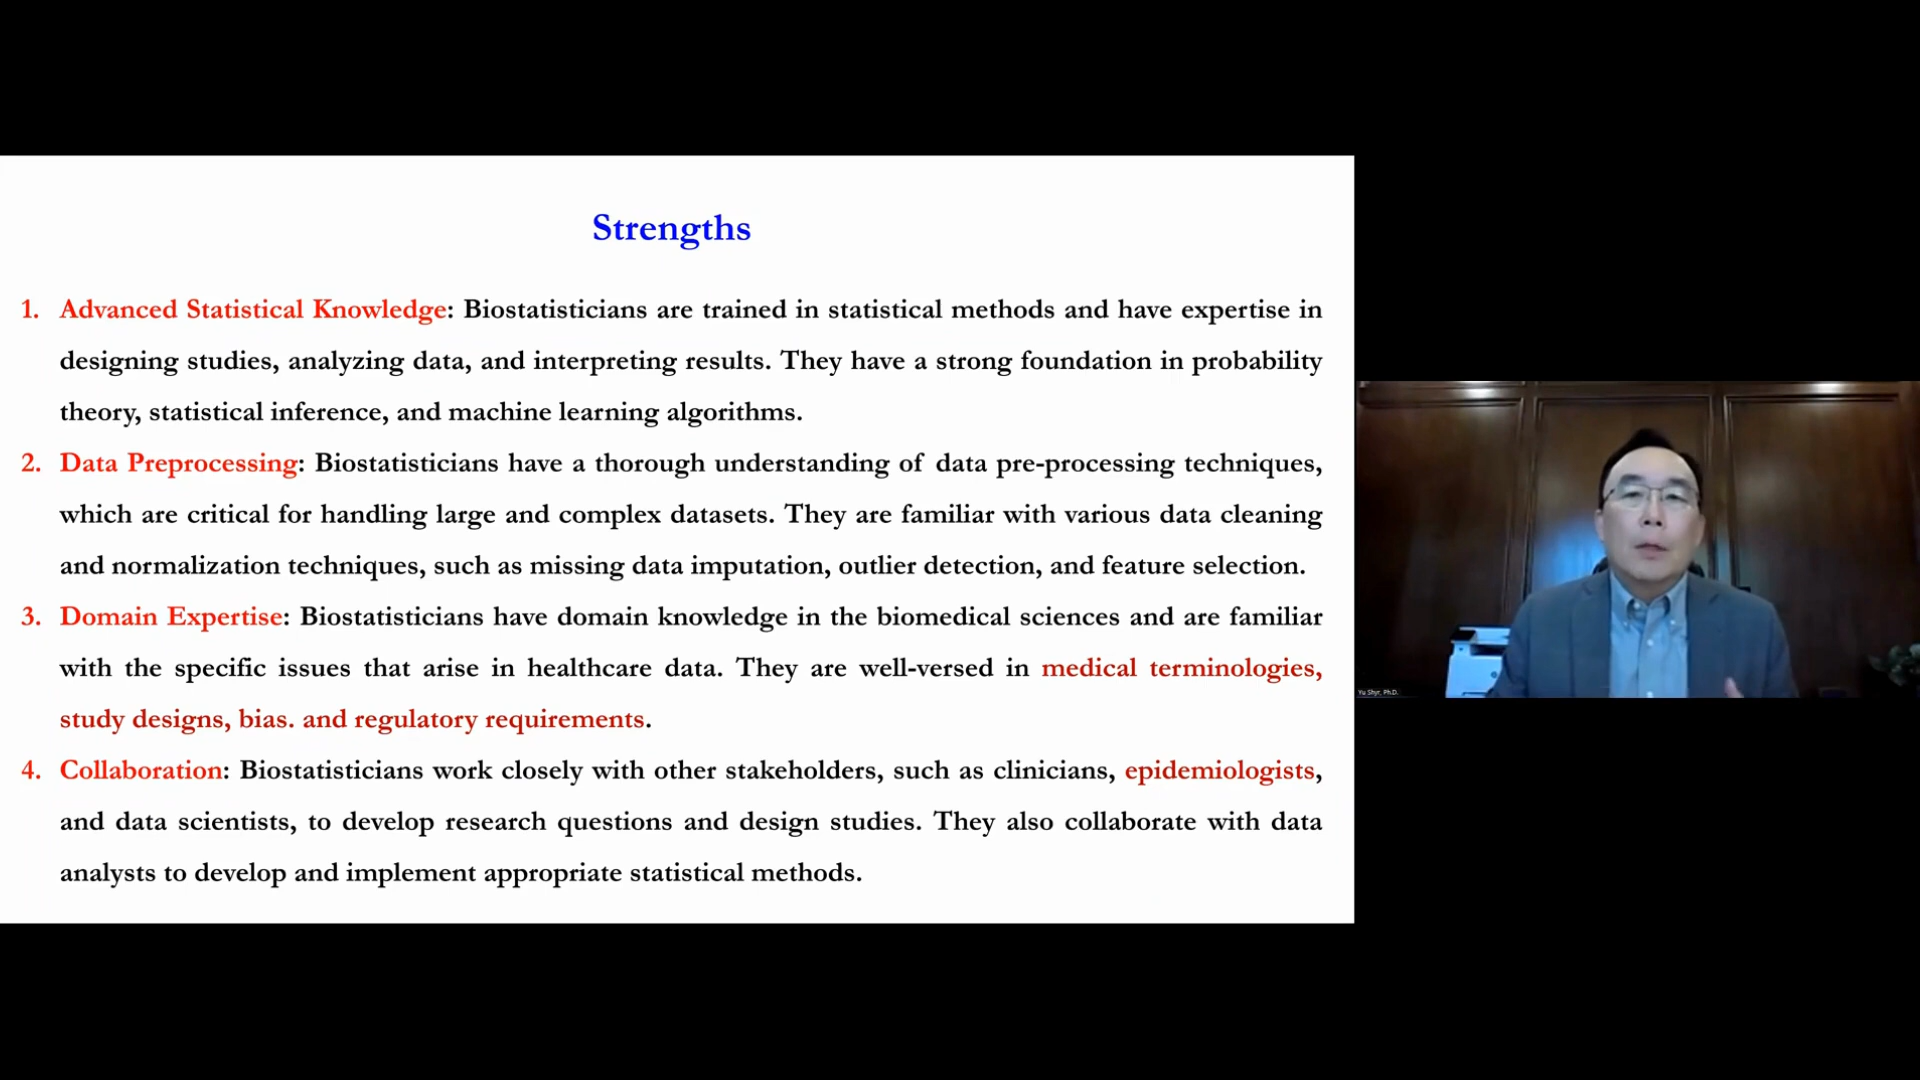 Strengths
1. Advanced Statistical Knowledge: Biostatisticians are trained in statistical methods and have expertise in
designing studies, analyzing data, and interpreting results. They have a strong foundation in probability
theory, statistical inference, and machine learning algorithms.
2. Data Preprocessing: Biostatisticians have a thorough understanding of data pre-processing techniques,
which are critical for handling large and complex datasets. They are familiar with various data cleaning
and normalization techniques, such as missing data imputation, outlier detection, and feature selection.
3. Domain Expertise: Biostatisticians have domain knowledge in the biomedical sciences and are familiar
with the specific issues that arise in healthcare data. They are well-versed in medical terminologies,
study designs, bias. and regulatory requirements.
4. Collaboration: Biostatisticians work closely with other stakeholders, such as clinicians, epidemiologists,
and data scientists, to develop research questions and design studies. They also collaborate with data
analysts to develop and implement appropriate statistical methods.
Yu Shyr, Ph.D.